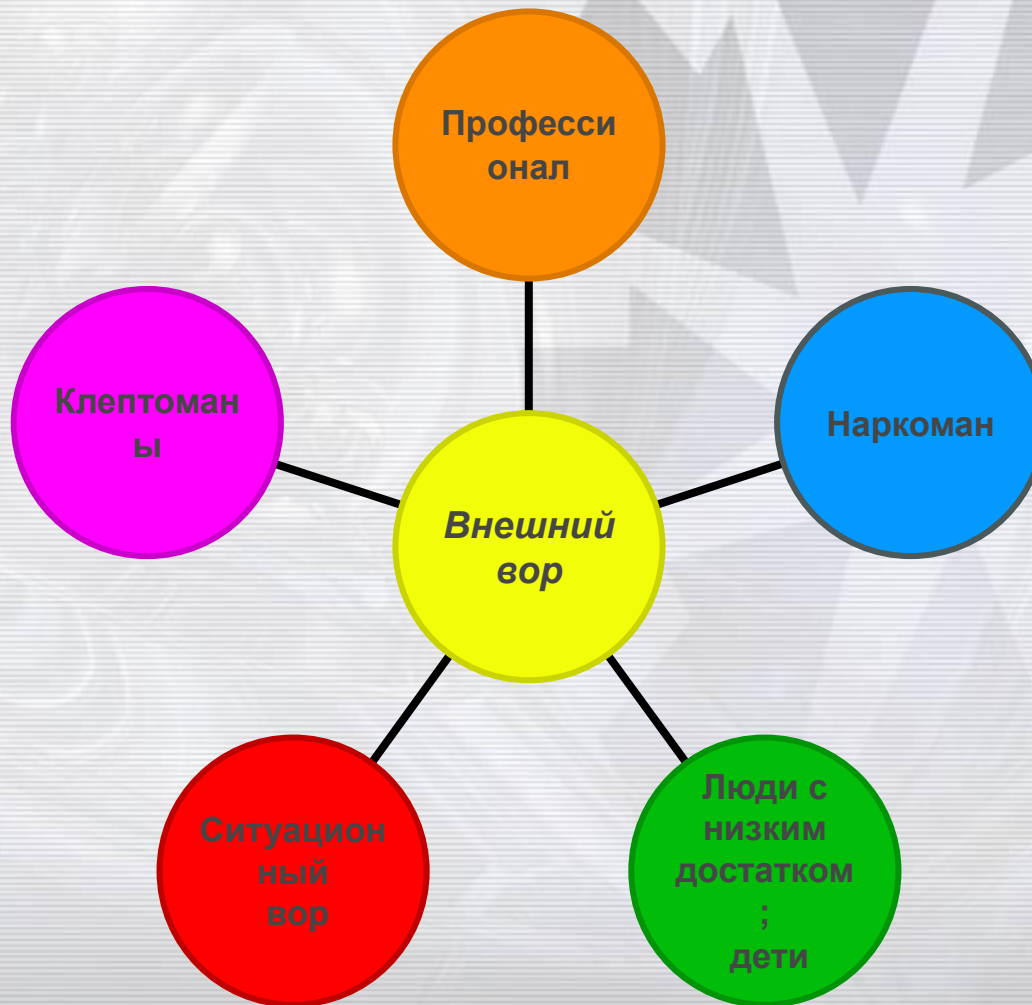 Професси
онал
Клептоман
ы
Наркоман
Внешний
вор
Ситуацион
ный
вор
Люди с
низким
достатком
;
дети